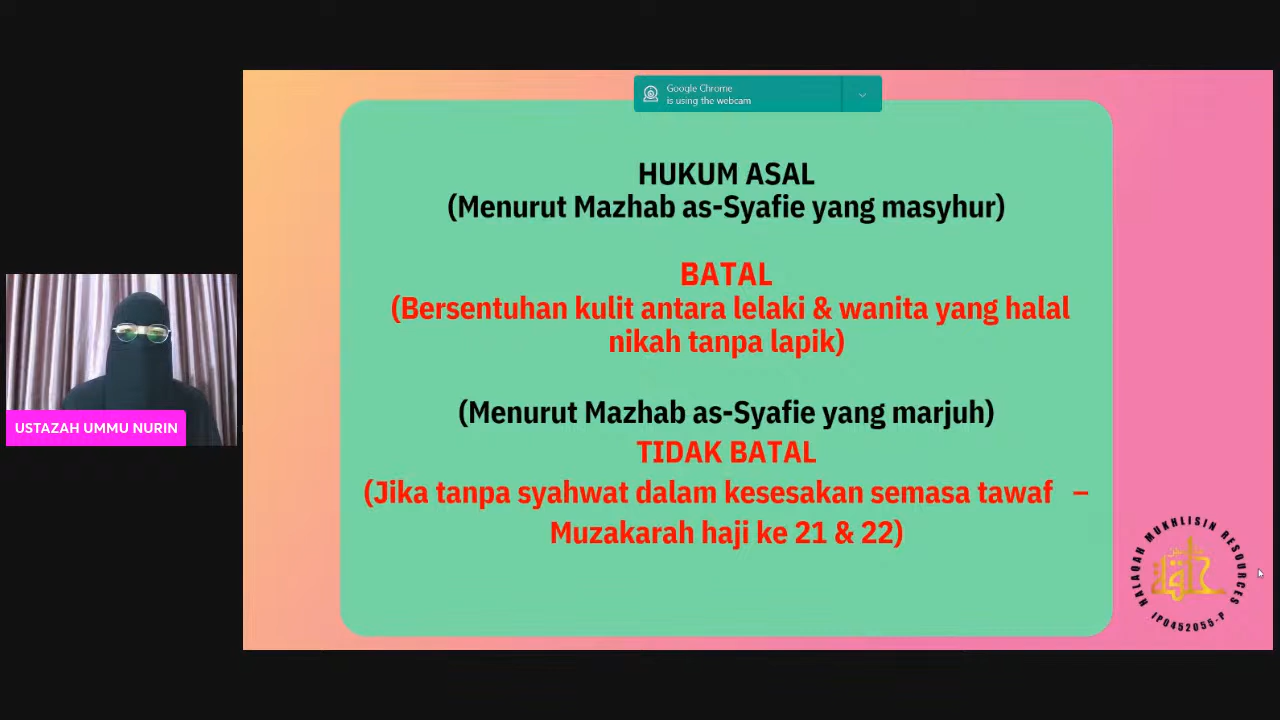 Google Chrome
is using the webcam
HUKUM ASAL
(Menurut Mazhab as-Syafie yang masyhur)
BATAL
(Bersentuhan kulit antara lelaki & wanita yang halal
nikah tanpa lapik)
(Menurut Mazhab as-Syafie yang marjuh)
TIDAK BATAL
(Jika tanpa syahwat dalam kesesakan semasa tawaf –
Muzakarah haji ke 21 & 22)
USTAZAH UMMU NURIN
HALAQAH MUKHLISIN RESOURCES
IP0452055-P